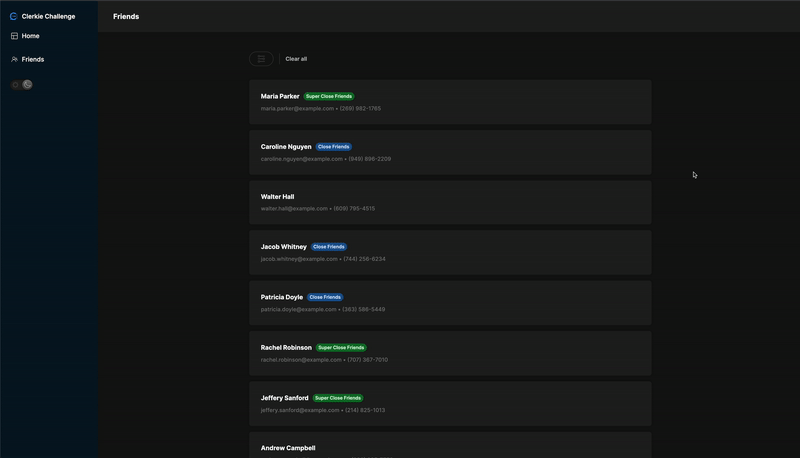 Clerkie Challenge
Home
Friends
Friends
Clear all
Maria Parker Super Close Friends
maria.parker@example.com • (269) 982-1765
Caroline Nguyen Close Friends
caroline.nguyen@example.com • (949) 896-2209
Walter Hall
walter.hall@example.com • (609) 795-4515
Jacob Whitney Close Friends
jacob.whitney@example.com • (744) 256-6234
Patricia Doyle Close Friends
patricia.doyle@example.com • (363) 586-5449
Rachel Robinson Super Close Friends
rachel.robinson@example.com • (707) 387-7010
Jeffery Sanford Super Close Friends
jeffery.sanford@example.com • (214) 825-1013
Andrew Campbell